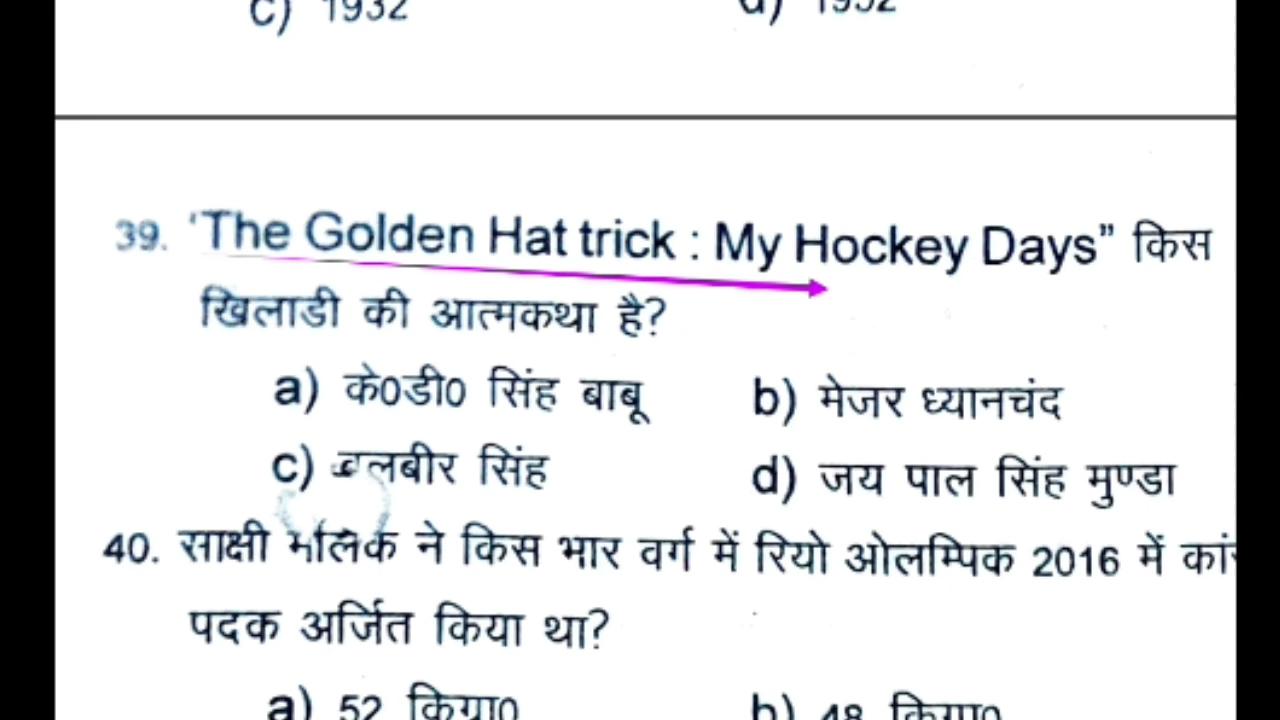 c) 1932 d) 1952
39. 'The Golden Hat trick : My Hockey Days" किस
खिलाडी की आत्मकथा है?
a) के0डी0 सिंह बाबू b) मेजर ध्यानचंद
c) बलबीर सिंह d) जय पाल सिंह मुण्डा
40. साक्षी मलिक ने किस भार वर्ग में रियो ओलम्पिक 2016 में
पदक अर्जित किया था?
a) 52 किग्रा0 b) 48 किग्रा0